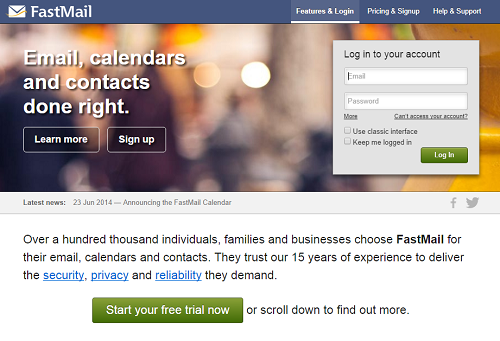 FastMail
Features & Login
Pricing & Signup
Help & Support
Email, calendars
and contacts
done right.
Learn more
Sign up
Log in to your account
Email
Password
More
Can't access your account?
Use classic interface
Keep me logged in
Log In
Latest news: 23 Jun 2014 — Announcing the FastMail Calendar
Over a hundred thousand individuals, families and businesses choose FastMail for
their email, calendars and contacts. They trust our 15 years of experience to deliver
the security, privacy and reliability they demand.
Start your free trial now or scroll down to find out more.